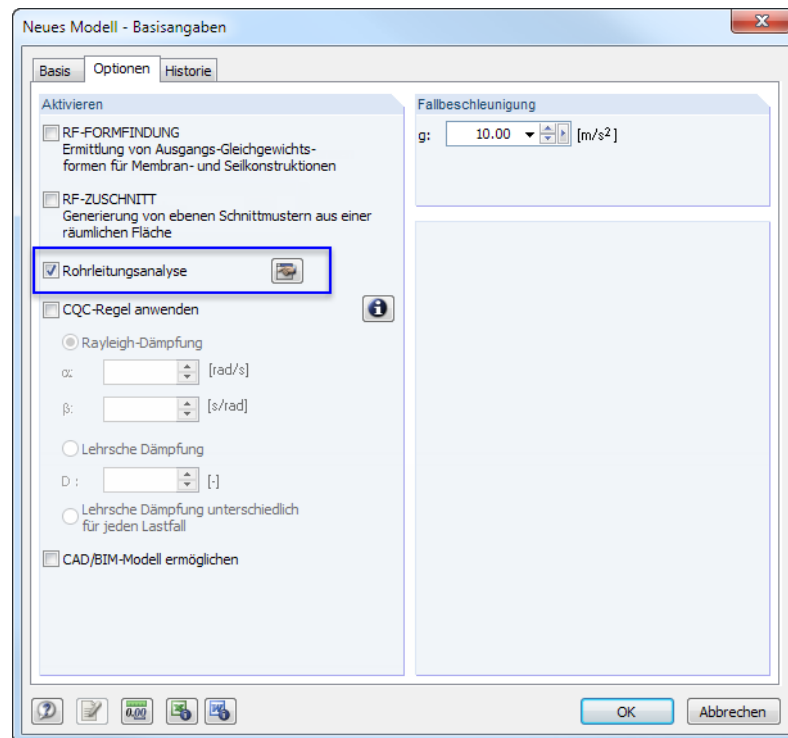 Neues Modell - Basisangaben
Basis Optionen Historie
Aktivieren
RF-FORMFINDUNG
Ermittlung von Ausgangs-Gleichgewichts-
formen für Membran- und Seilkonstruktionen
RF-ZUSCHNITT
Generierung von ebenen Schnittmustern aus einer
räumlichen Fläche
Rohrleitungsanalyse
CQC-Regel anwenden
Rayleigh-Dämpfung
α: [rad/s]
β: [s/rad]
Lehrsche Dämpfung
D : [-]
Lehrsche Dämpfung unterschiedlich
für jeden Lastfall
CAD/BIM-Modell ermöglichen
Fallbeschleunigung
g: 10.00 [m/s²]
0.00
OK Abbrechen